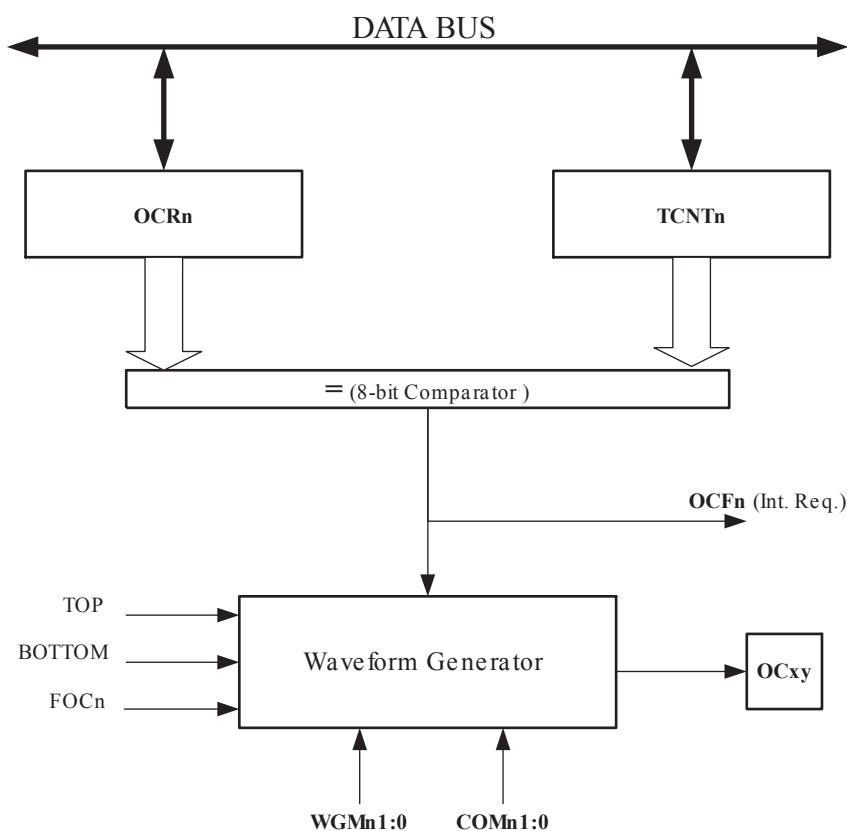 DATA BUS
OCRn
TCNTn
= (8-bit Comparator )
OCFn (Int. Req.)
TOP
BOTTOM
FOCn
Waveform Generator
OCxy
WGMn1:0
COMn1:0